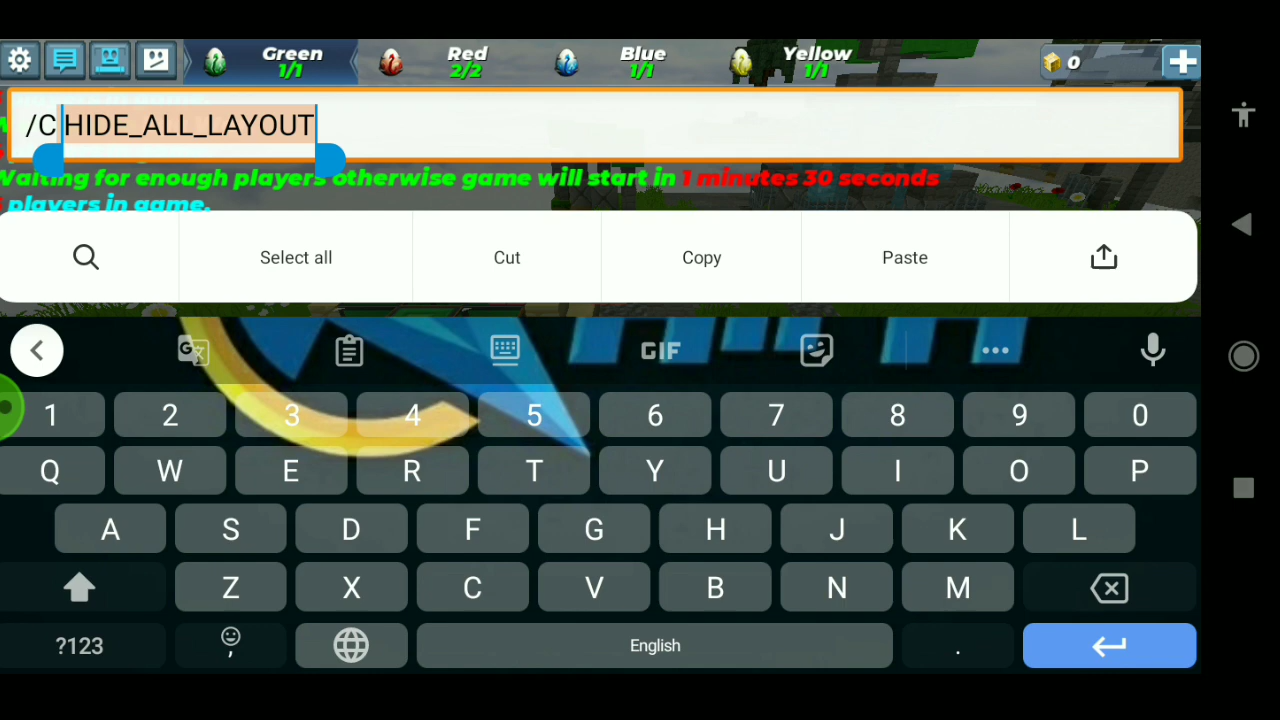 Green
1/1
Red
2/2
Blue
1/1
Yellow
1/1
0
/C HIDE_ALL_LAYOUT
Waiting for enough players otherwise game will start in 1 minutes 30 seconds
players in game.
Select all
Cut
Copy
Paste
GIF
1 2 3 4 5 6 7 8 9 0
Q W E R T Y U I O P
A S D F G H J K L
Z X C V B N M
?123
,
English
.